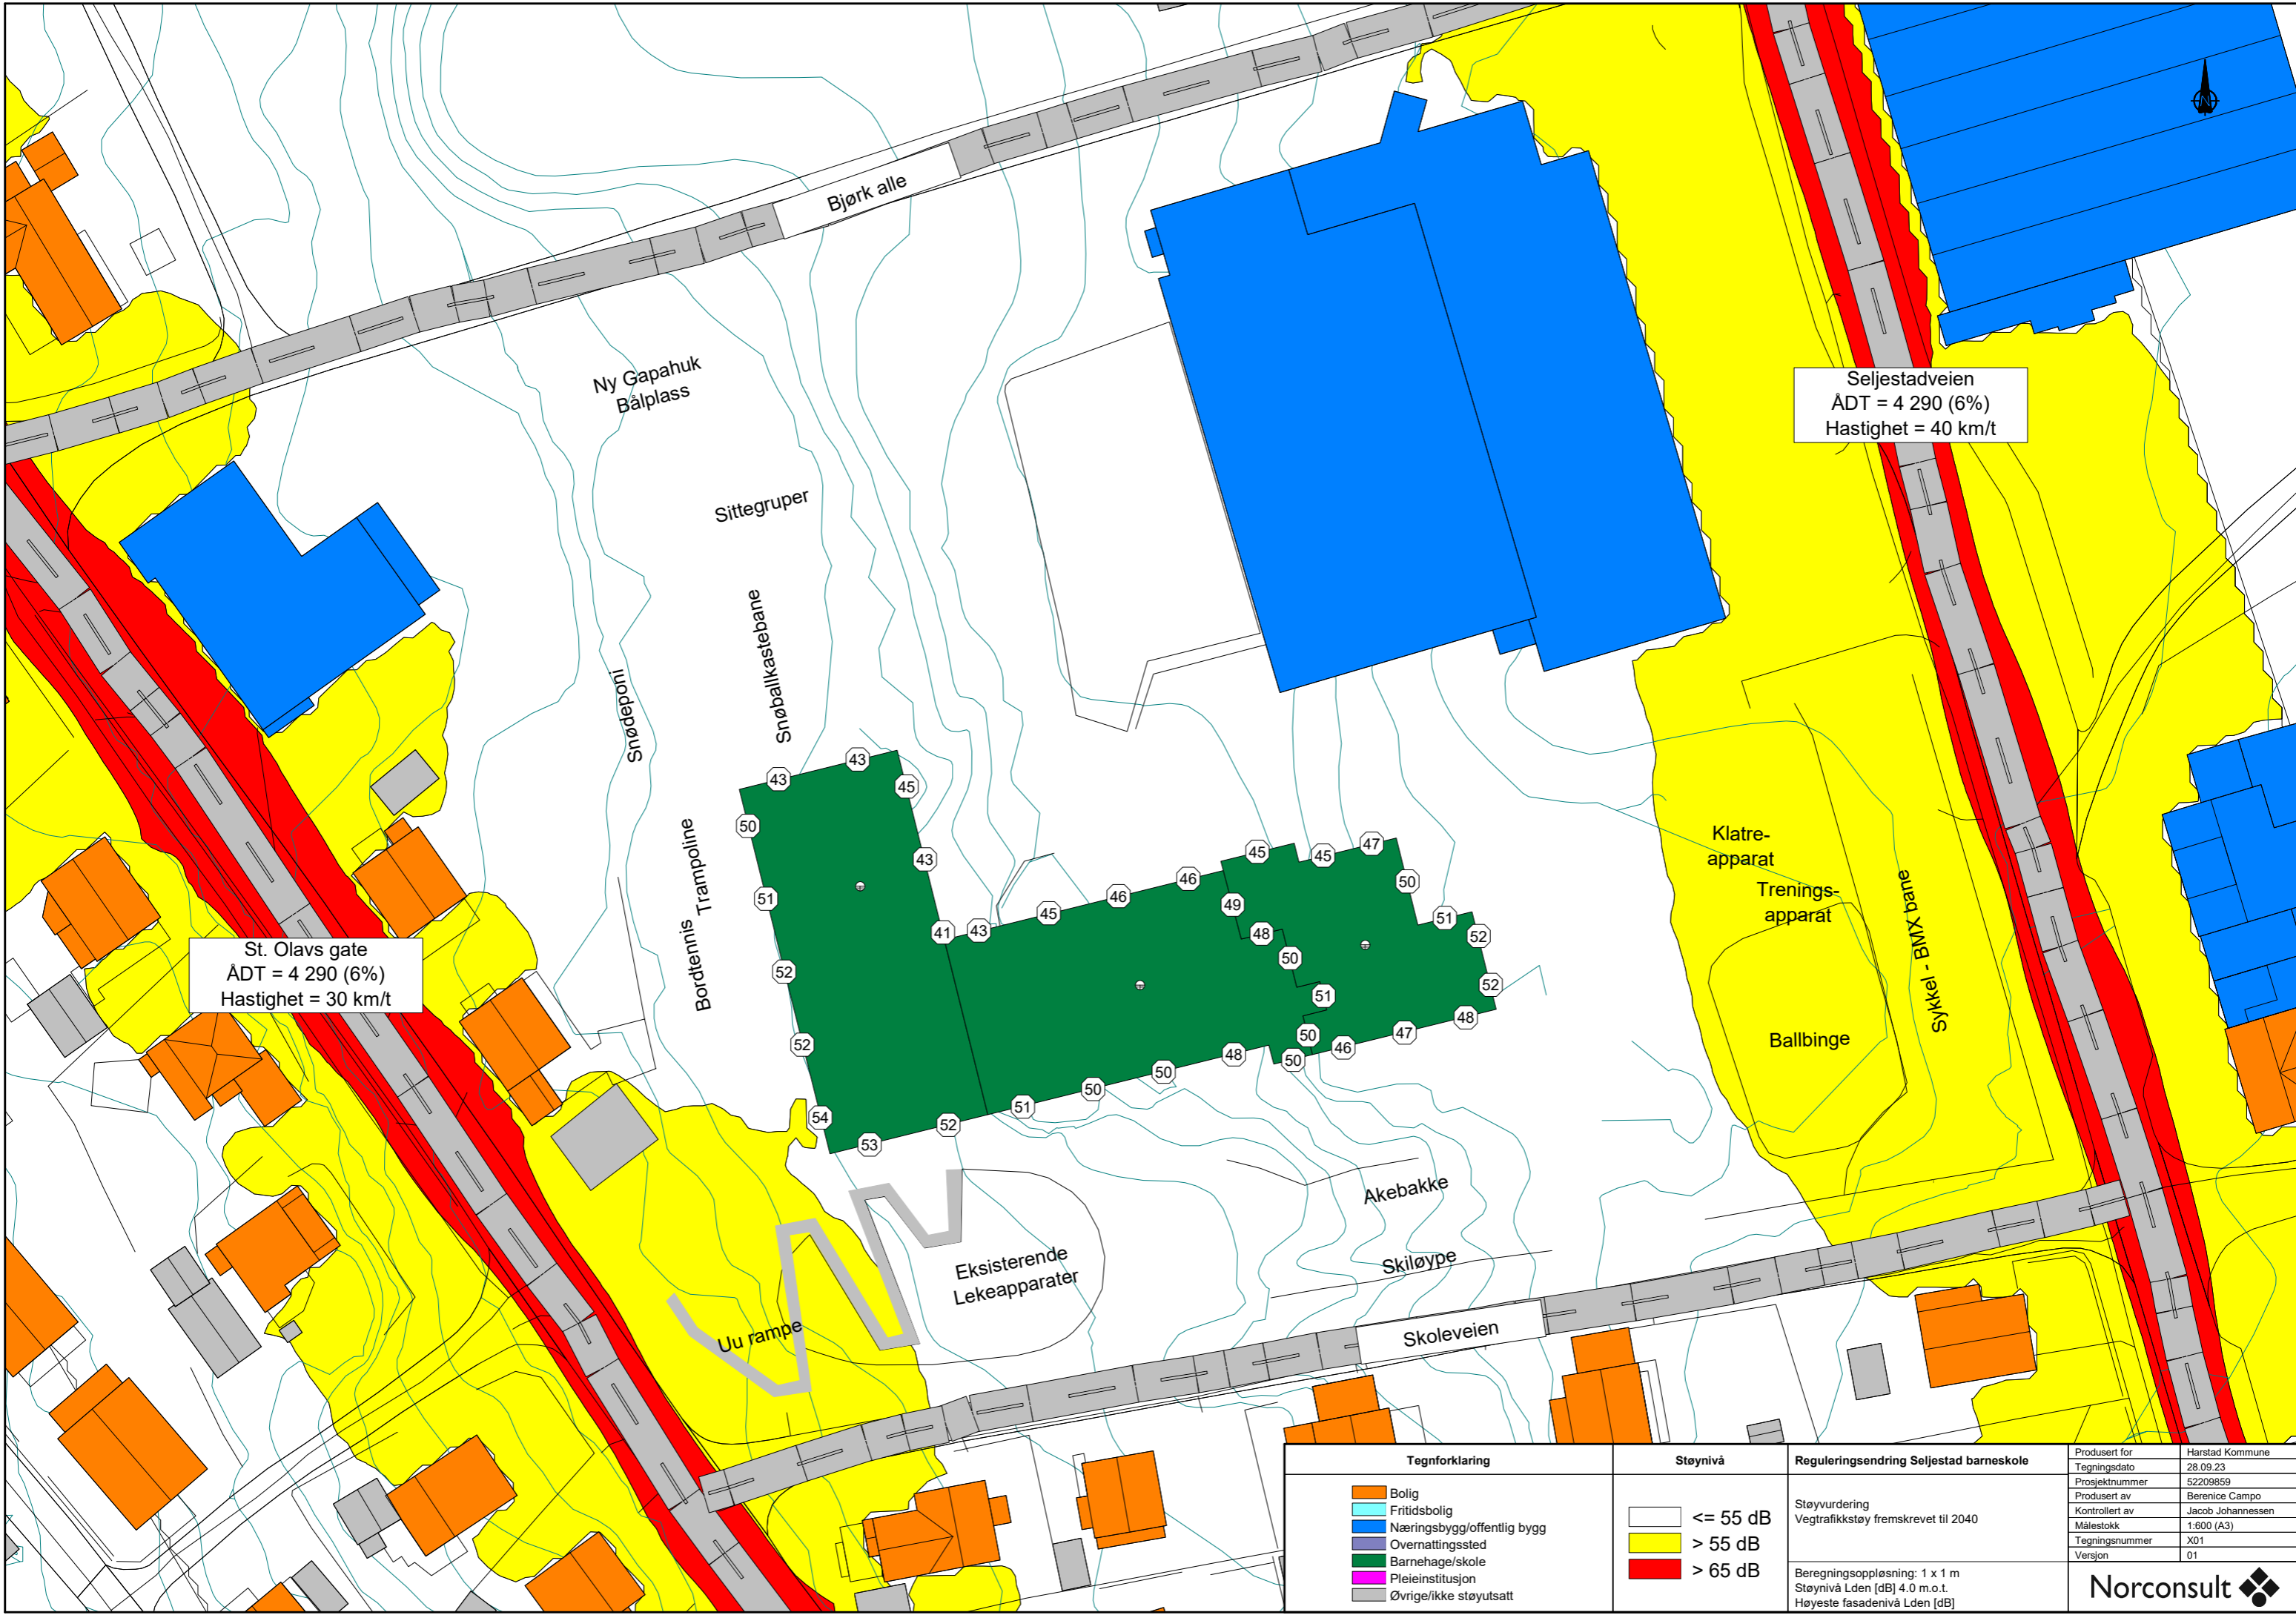 N
Bjørk alle
Ny Gapahuk
Bålplass
Seljestadveien
ÅDT = 4 290 (6%)
Hastighet = 40 km/t
Sittegruper
Snøballkastebane
Snødeponi
43
43
45
50
43
51
41
43
45
46
46
45
45
47
50
49
48
50
51
52
52
51
50
52
52
54
53
52
51
50
50
48
50
46
47
48
Trampoline
Bordtennis
Klatre-
apparat
Trenings-
apparat
Sykkel - BMX bane
Ballbinge
St. Olavs gate
ÅDT = 4 290 (6%)
Hastighet = 30 km/t
Akebakke
Skiløype
Eksisterende
Lekeapparater
Uu rampe
Skoleveien
Tegnforklaring
Bolig
Fritidsbolig
Næringsbygg/offentlig bygg
Overnattingssted
Barnehage/skole
Pleieinstitusjon
Øvrige/ikke støyutsatt
Støynivå
<= 55 dB
> 55 dB
> 65 dB
Reguleringsendring Seljestad barneskole
Støyvurdering
Vegtrafikkstøy fremskrevet til 2040
Beregningsoppløsning: 1 x 1 m
Støynivå Lden [dB] 4.0 m.o.t.
Høyeste fasadenivå Lden [dB]
Produsert for Harstad Kommune
Tegningsdato 28.09.23
Prosjektnummer 52209859
Produsert av Berenice Campo
Kontrollert av Jacob Johannessen
Målestokk 1:600 (A3)
Tegningsnummer X01
Versjon 01
Norconsult